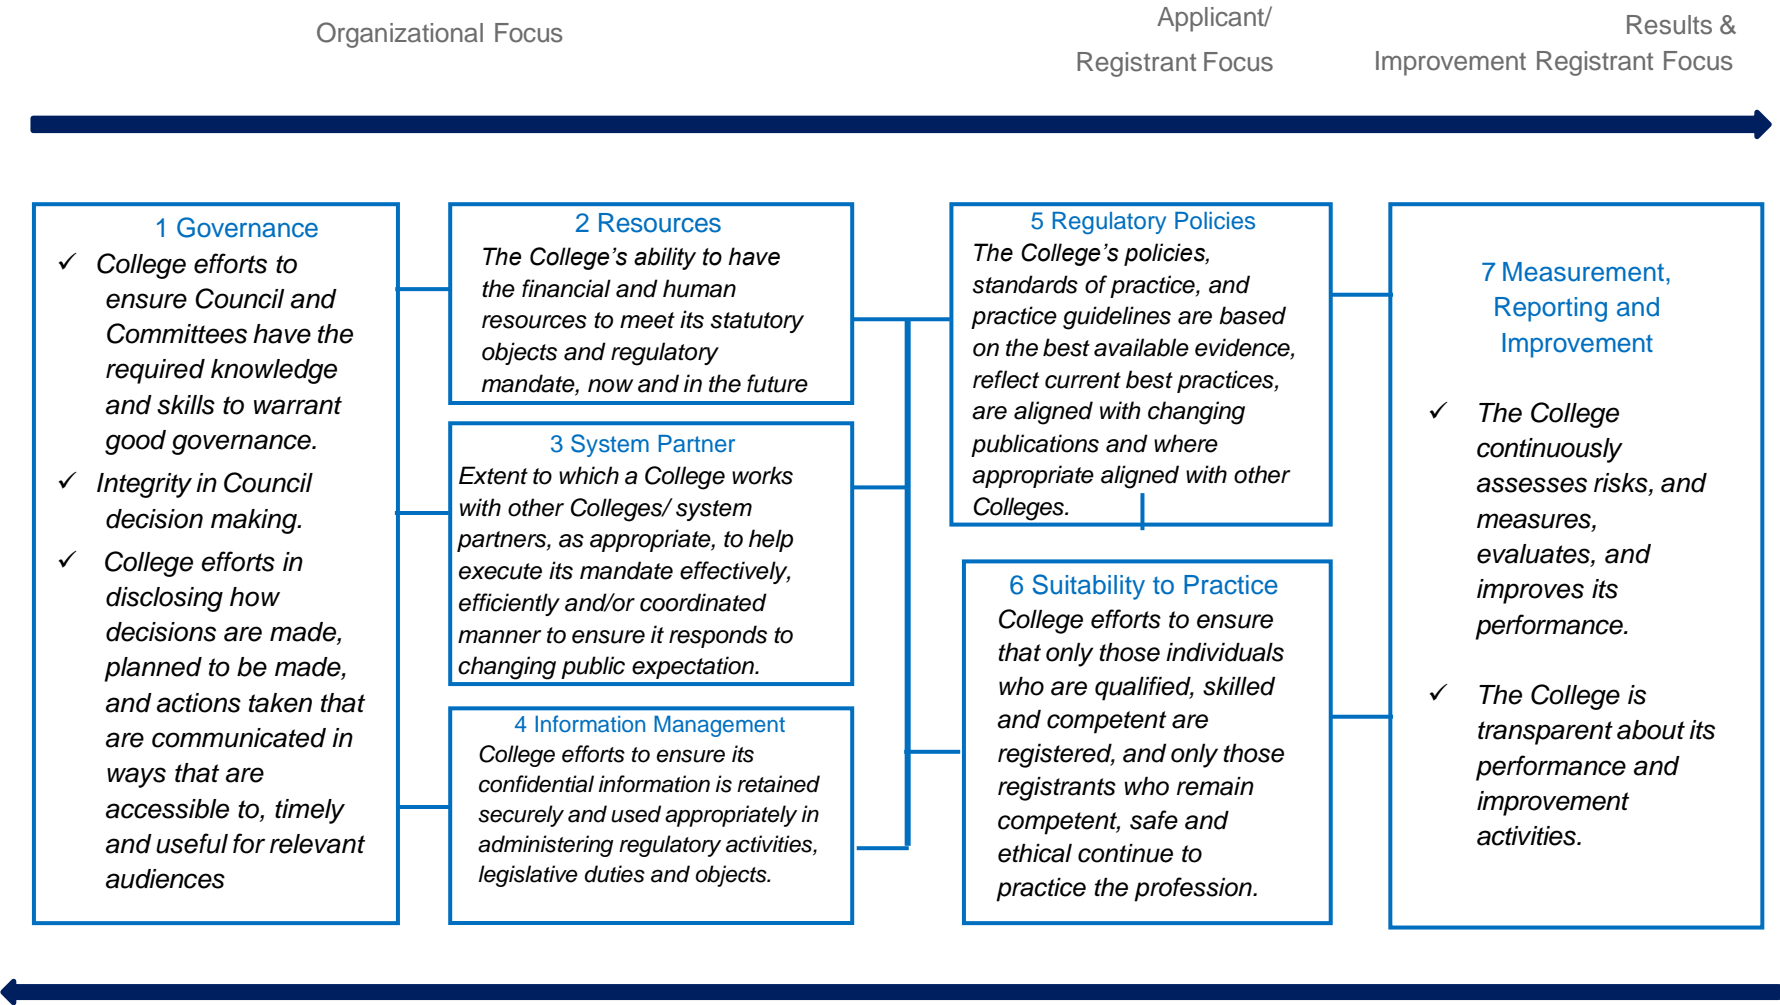 Organizational Focus
Applicant/
Registrant Focus
Results &
Improvement Registrant Focus
1 Governance
✓ College efforts to
ensure Council and
Committees have the
required knowledge
and skills to warrant
good governance.
✓ Integrity in Council
decision making.
✓ College efforts in
disclosing how
decisions are made,
planned to be made,
and actions taken that
are communicated in
ways that are
accessible to, timely
and useful for relevant
audiences
2 Resources
The College’s ability to have
the financial and human
resources to meet its statutory
objects and regulatory
mandate, now and in the future
3 System Partner
Extent to which a College works
with other Colleges/ system
partners, as appropriate, to help
execute its mandate effectively,
efficiently and/or coordinated
manner to ensure it responds to
changing public expectation.
4 Information Management
College efforts to ensure its
confidential information is retained
securely and used appropriately in
administering regulatory activities,
legislative duties and objects.
5 Regulatory Policies
The College’s policies,
standards of practice, and
practice guidelines are based
on the best available evidence,
reflect current best practices,
are aligned with changing
publications and where
appropriate aligned with other
Colleges.
6 Suitability to Practice
College efforts to ensure
that only those individuals
who are qualified, skilled
and competent are
registered, and only those
registrants who remain
competent, safe and
ethical continue to
practice the profession.
7 Measurement,
Reporting and
Improvement
✓ The College
continuously
assesses risks, and
measures,
evaluates, and
improves its
performance.
✓ The College is
transparent about its
performance and
improvement
activities.